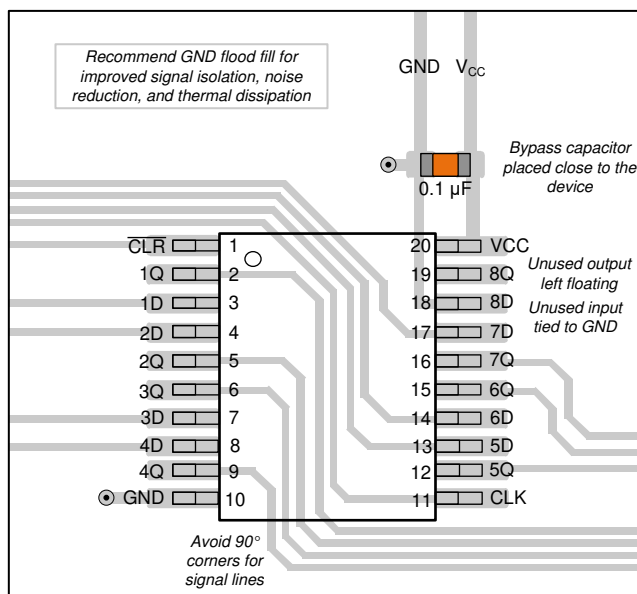 Recommend GND flood fill for
improved signal isolation, noise
reduction, and thermal dissipation
GND VCC
Bypass capacitor
placed close to the
device
0.1 µF
CLR 1 20 VCC
1Q 2 19 8Q
Unused output
left floating
1D 3 18 8D
Unused input
tied to GND
2D 4 17 7D
2Q 5 16 7Q
3Q 6 15 6Q
3D 7 14 6D
4D 8 13 5D
4Q 9 12 5Q
GND 10 11 CLK
Avoid 90°
corners for
signal lines